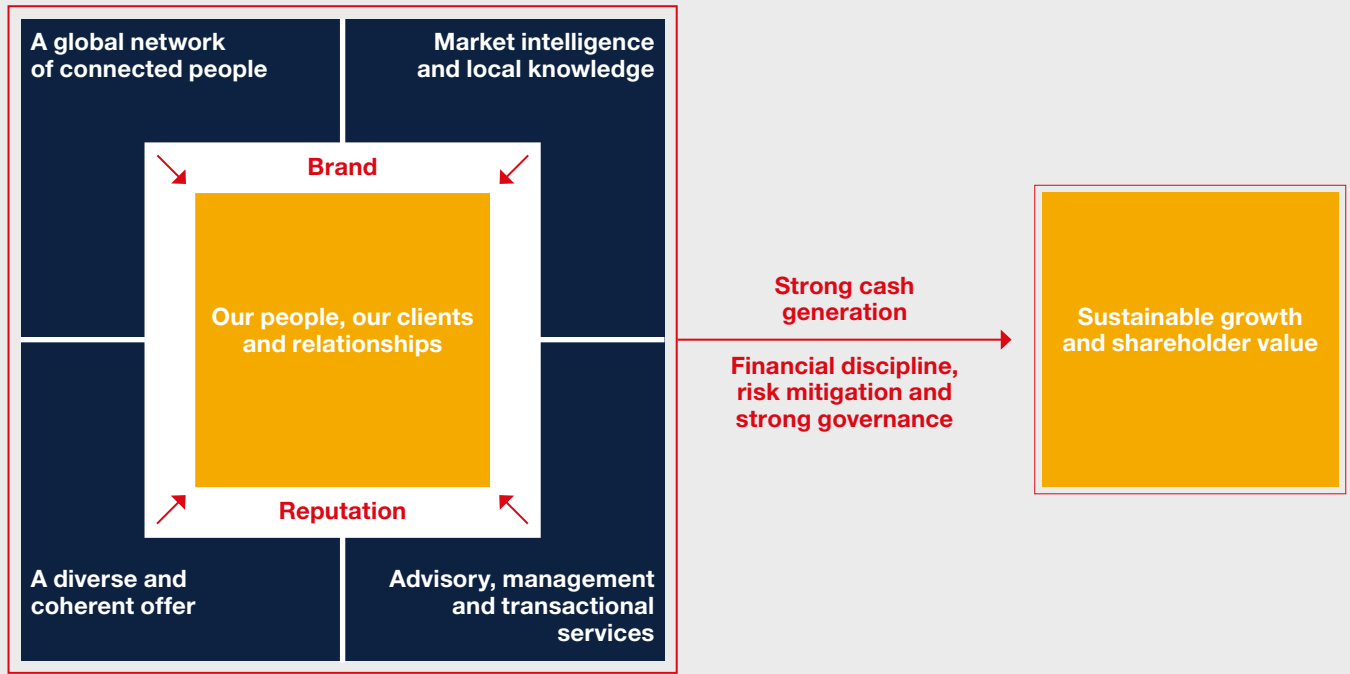 A global network
of connected people
Market intelligence
and local knowledge
Brand
Our people, our clients
and relationships
Reputation
A diverse and
coherent offer
Advisory, management
and transactional
services
Strong cash
generation
Financial discipline,
risk mitigation and
strong governance
Sustainable growth
and shareholder value